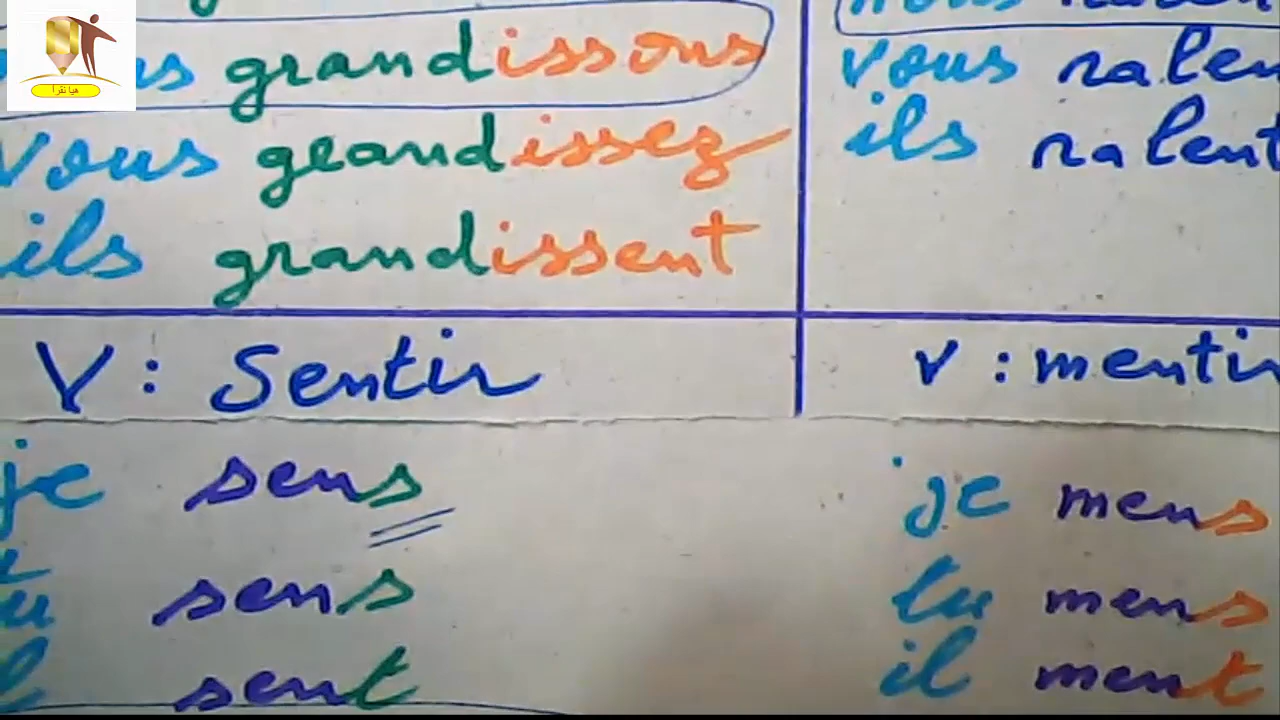 هيا نقرأ
grandissons
vous grandissez
ils grandissent
vous
ils
V : Sentir
v : mentir
je sens
sens
sent
je mens
tu mens
il ment